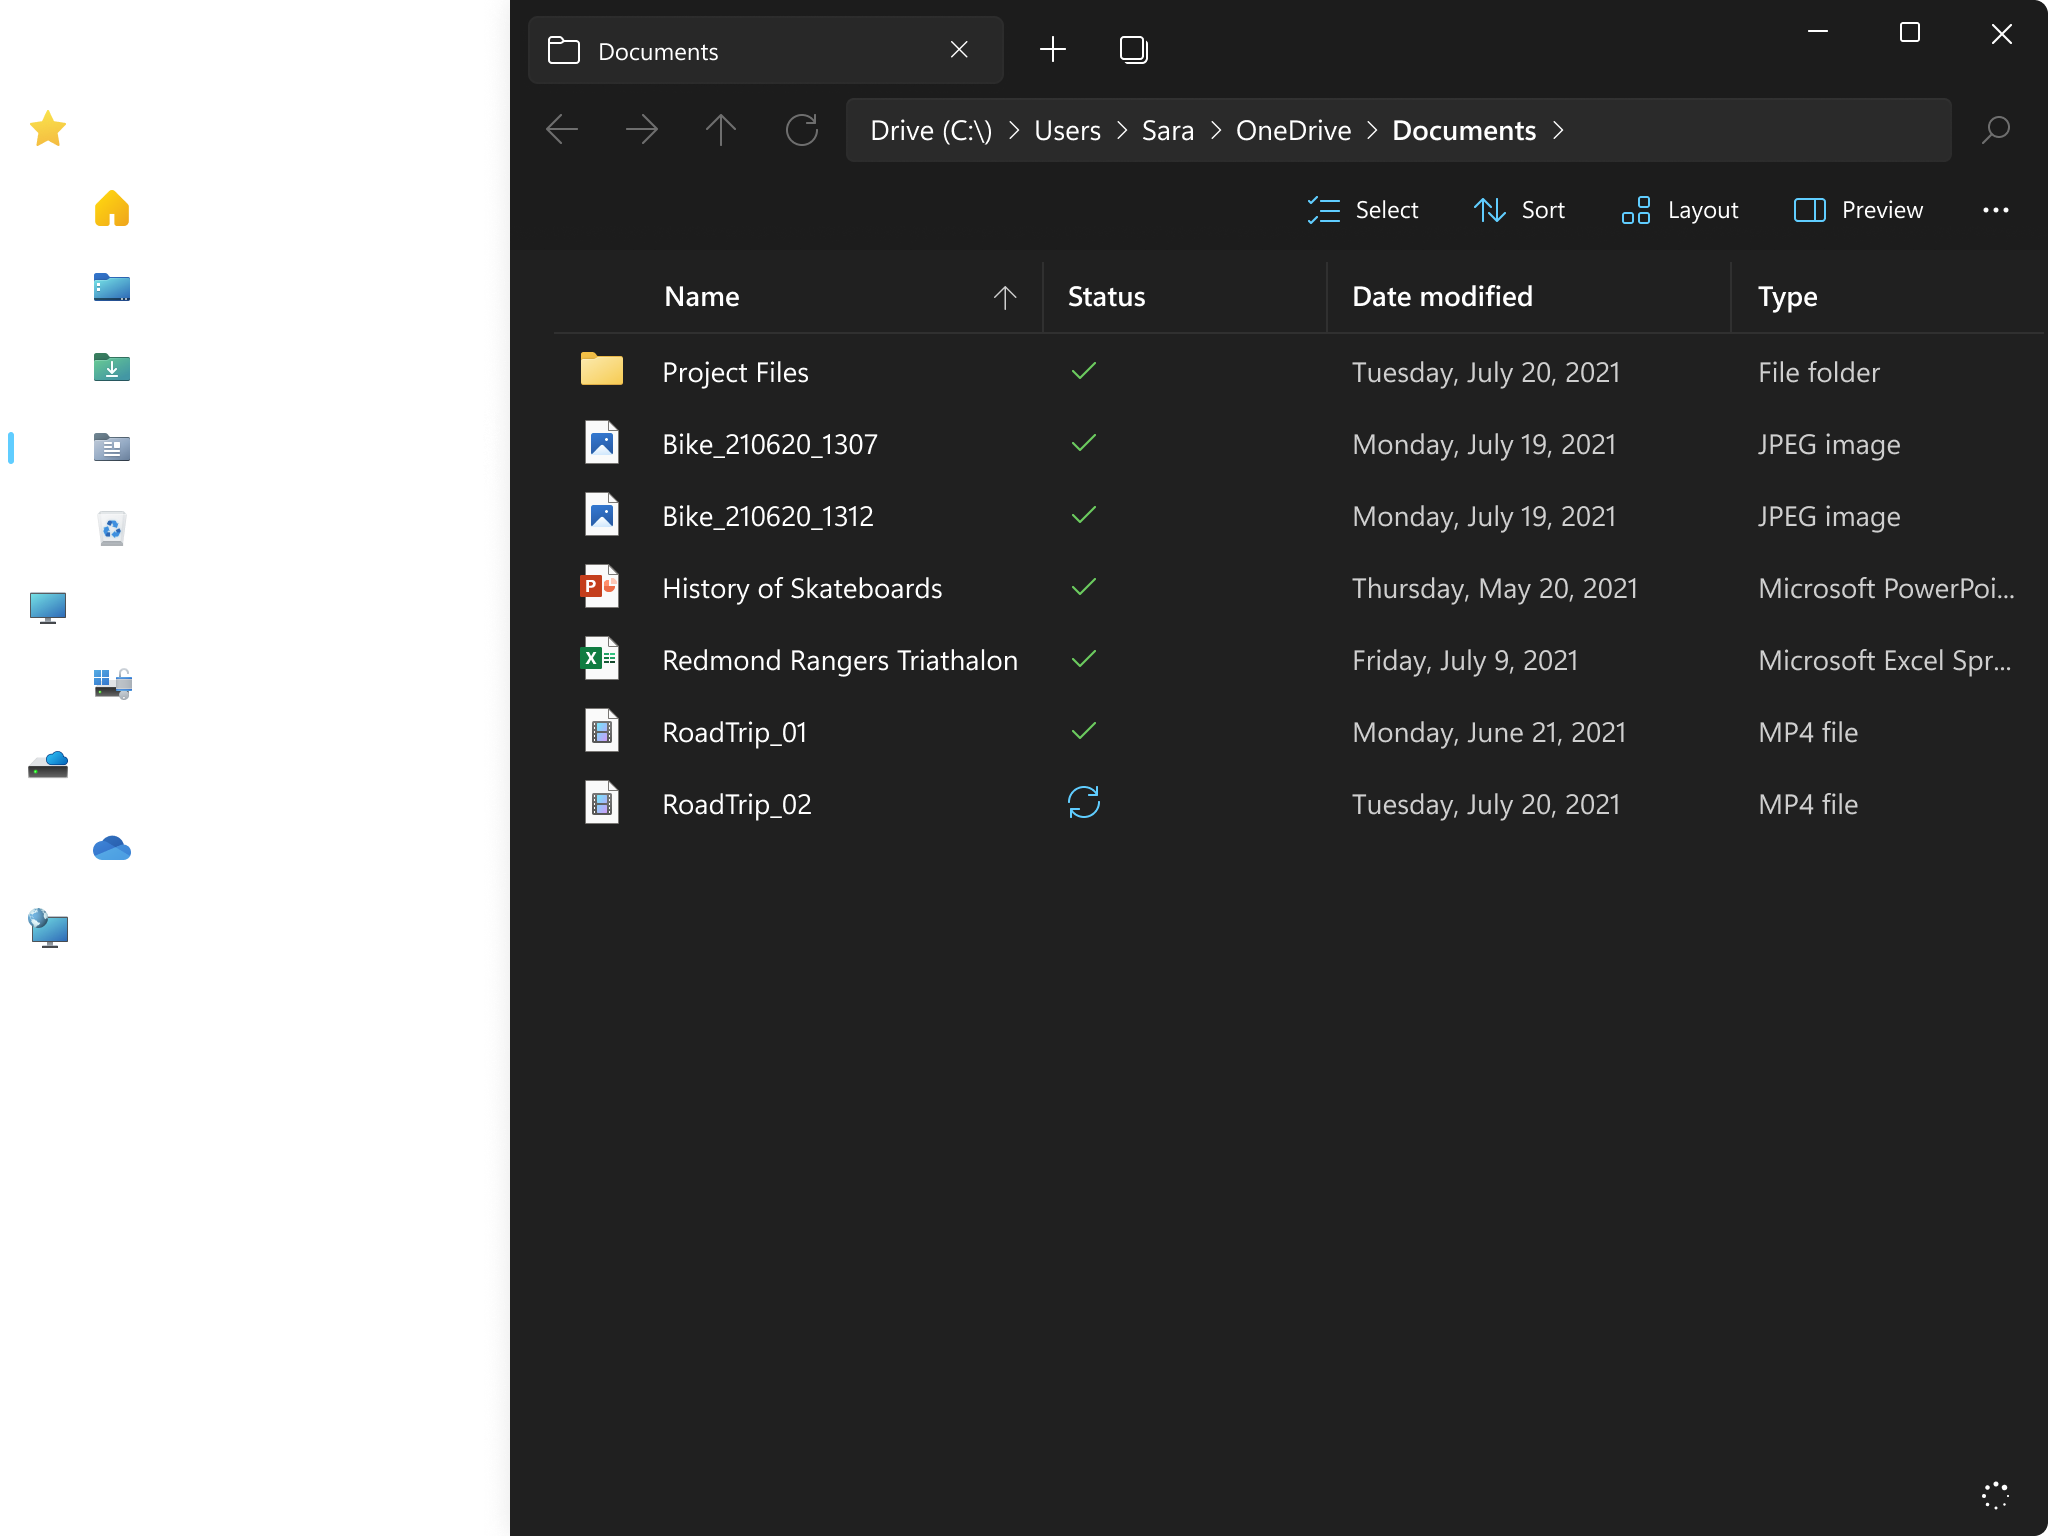 Documents
Drive (C:\) > Users > Sara > OneDrive > Documents >
Select Sort Layout Preview
Name Status Date modified Type
Project Files Tuesday, July 20, 2021 File folder
Bike_210620_1307 Monday, July 19, 2021 JPEG image
Bike_210620_1312 Monday, July 19, 2021 JPEG image
History of Skateboards Thursday, May 20, 2021 Microsoft PowerPoi...
Redmond Rangers Triathalon Friday, July 9, 2021 Microsoft Excel Spr...
RoadTrip_01 Monday, June 21, 2021 MP4 file
RoadTrip_02 Tuesday, July 20, 2021 MP4 file